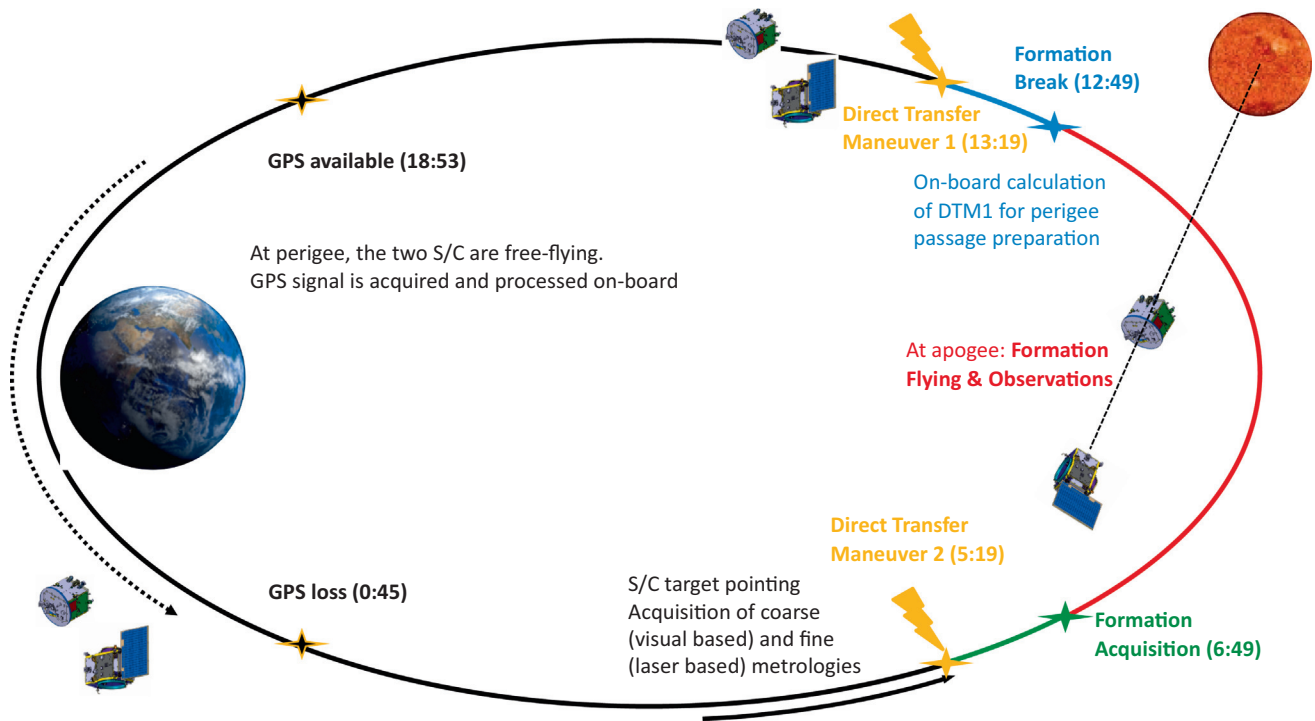 Formation
Break (12:49)
Direct Transfer
Maneuver 1 (13:19)
GPS available (18:53)
On-board calculation
of DTM1 for perigee
passage preparation
At perigee, the two S/C are free-flying.
GPS signal is acquired and processed on-board
At apogee: Formation
Flying & Observations
Direct Transfer
Maneuver 2 (5:19)
GPS loss (0:45)
S/C target pointing
Acquisition of coarse
(visual based) and fine
(laser based) metrologies
Formation
Acquisition (6:49)